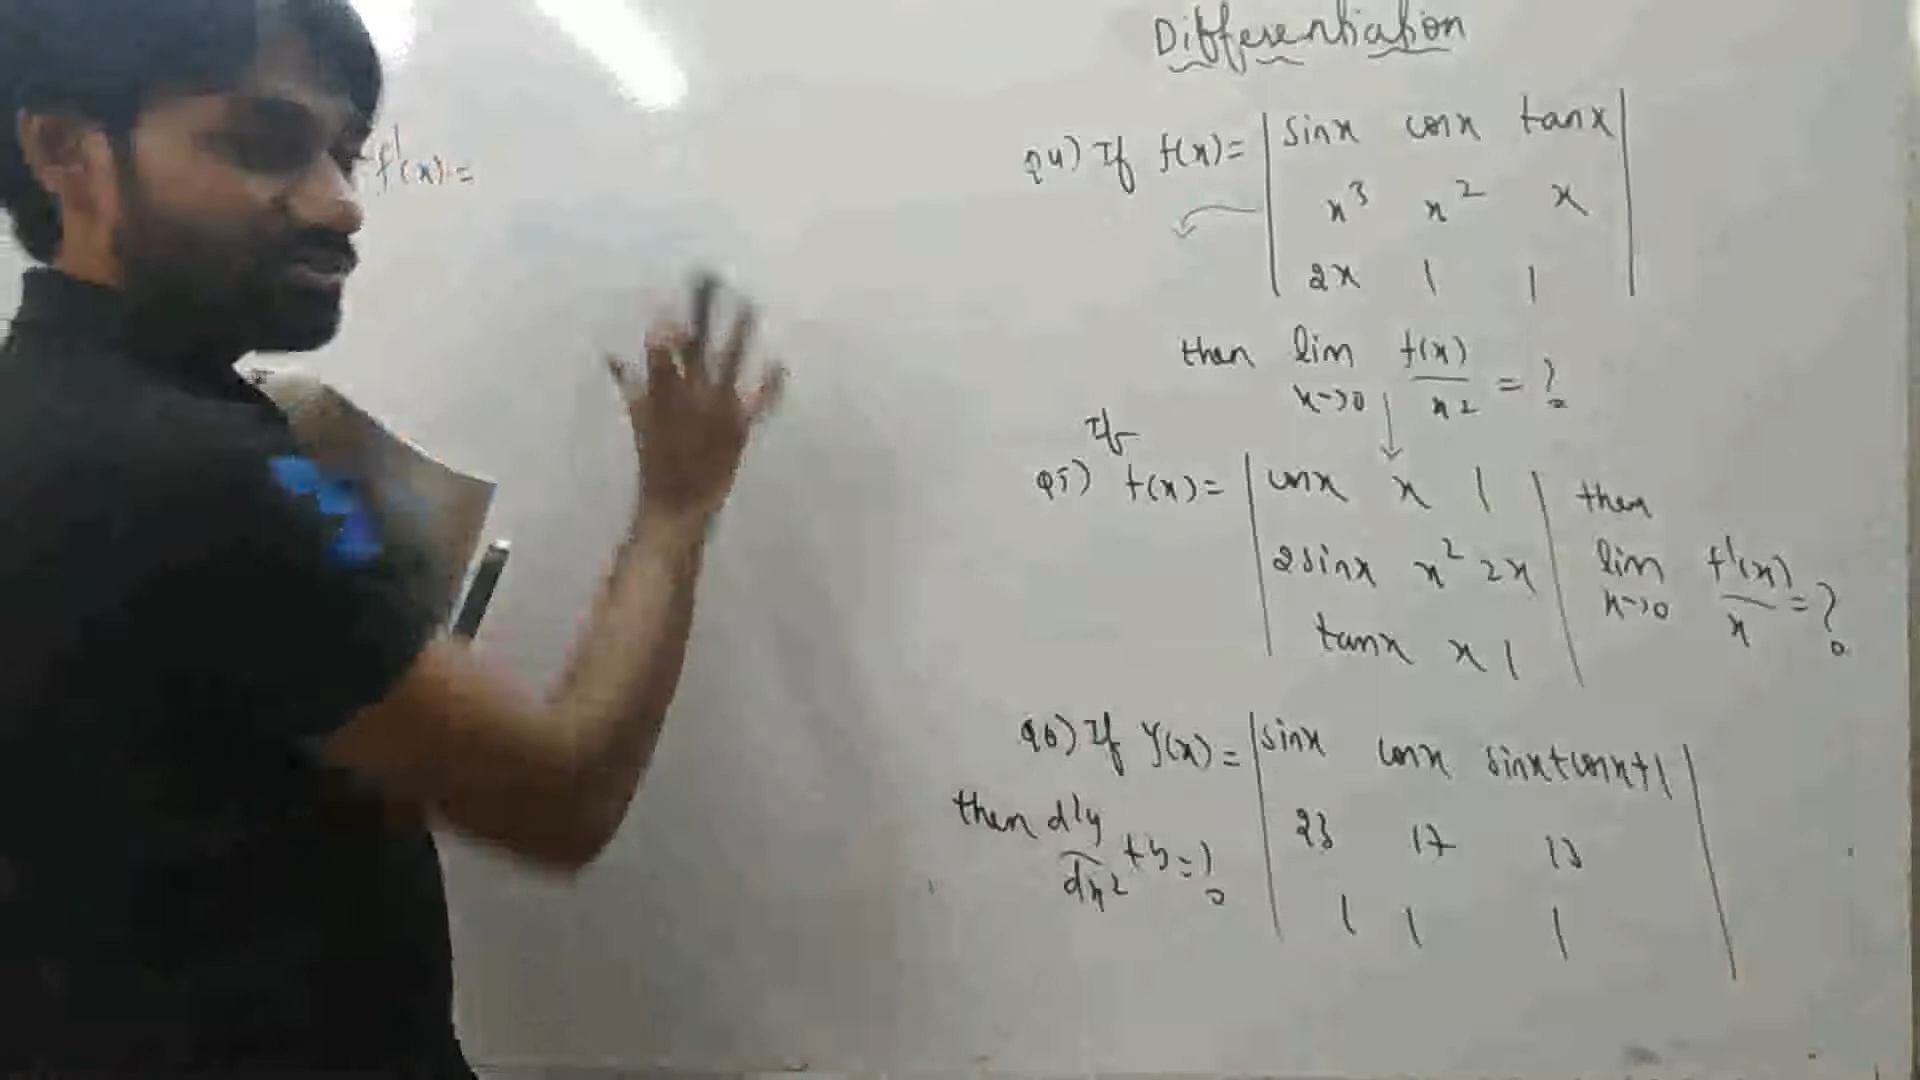 Differentiation
f'(x) =
Q4) If f(x) = | sinx cosx tanx |
x³ x² x
2x 1 1
then lim f(x)
x->0 x² = ?
If
Q5) f(x) = | cosx x 1 | then
2sinx x² 2x lim f'(x)
x->0 x = ?
tanx x 1
Q6) If y(x) = | sinx cosx sinx+cosx+1 |
then d²y
23 17 13
dx² + y = ?
1 1 1